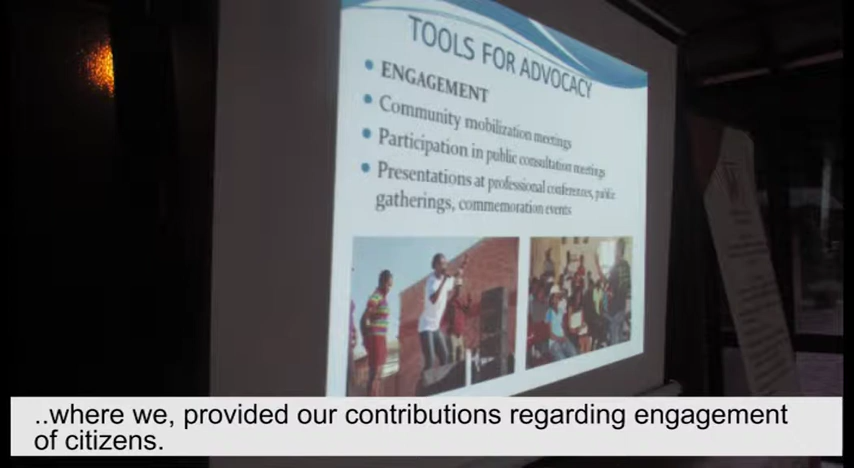 TOOLS FOR ADVOCACY
• ENGAGEMENT
• Community mobilization meetings
• Participation in public consultation meetings
• Presentations at professional conferences, public
gatherings, commemoration events
..where we, provided our contributions regarding engagement
of citizens.